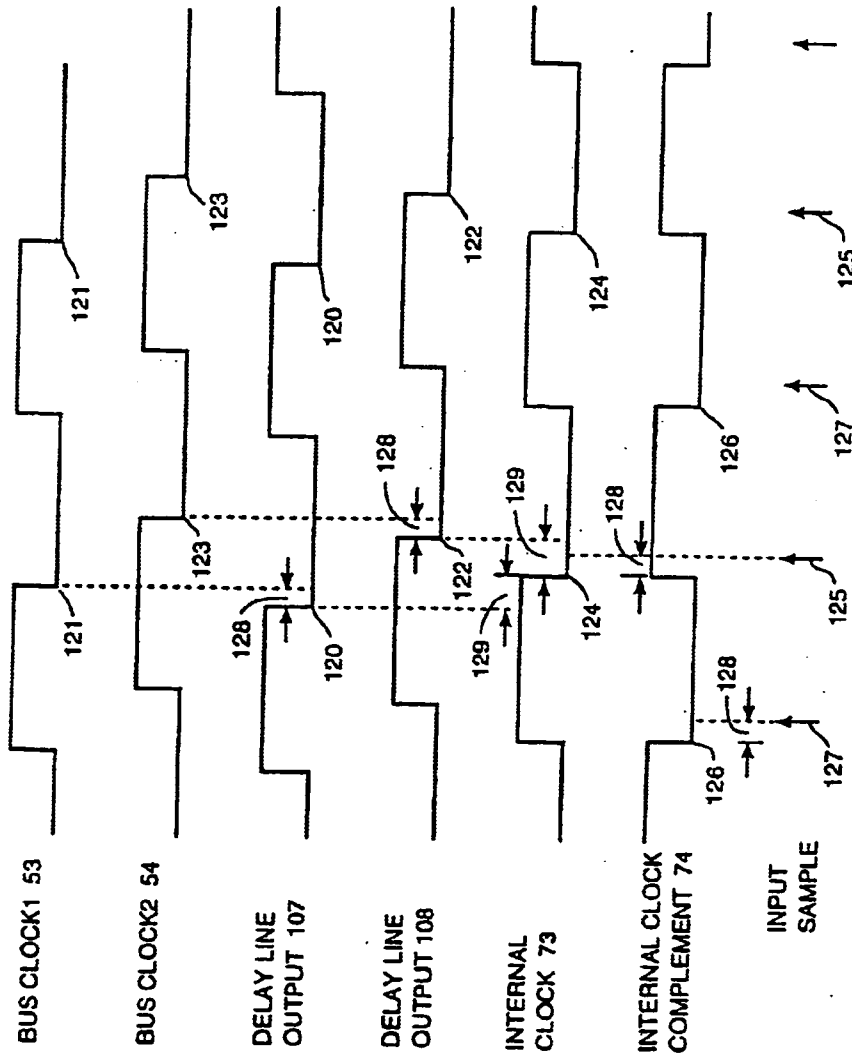 BUS CLOCK1 53
121
121
BUS CLOCK2 54
123
123
DELAY LINE
OUTPUT 107
128
120
120
DELAY LINE
OUTPUT 108
128
122
122
INTERNAL
CLOCK 73
129
129
124
124
INTERNAL CLOCK
COMPLEMENT 74
128
126
128
126
INPUT
SAMPLE
127
125
127
125